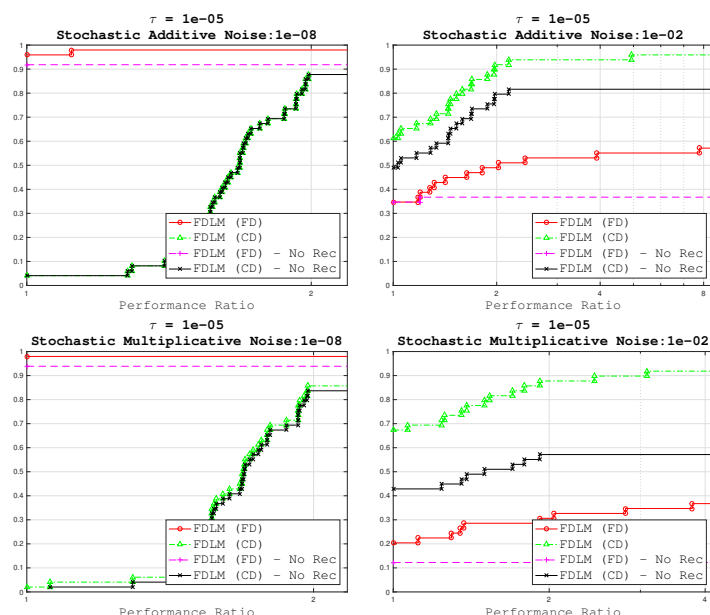 τ = 1e-05
Stochastic Additive Noise:1e-08
1
0.9
0.8
0.7
0.6
0.5
0.4
0.3
0.2
0.1
0
1
2
FDLM (FD)
FDLM (CD)
FDLM (FD) - No Rec
FDLM (CD) - No Rec
Performance Ratio
τ = 1e-05
Stochastic Additive Noise:1e-02
1
0.9
0.8
0.7
0.6
0.5
0.4
0.3
0.2
0.1
0
1
2
4
8
FDLM (FD)
FDLM (CD)
FDLM (FD) - No Rec
FDLM (CD) - No Rec
Performance Ratio
τ = 1e-05
Stochastic Multiplicative Noise:1e-08
1
0.9
0.8
0.7
0.6
0.5
0.4
0.3
0.2
0.1
0
1
2
FDLM (FD)
FDLM (CD)
FDLM (FD) - No Rec
FDLM (CD) - No Rec
Performance Ratio
τ = 1e-05
Stochastic Multiplicative Noise:1e-02
1
0.9
0.8
0.7
0.6
0.5
0.4
0.3
0.2
0.1
0
1
2
4
FDLM (FD)
FDLM (CD)
FDLM (FD) - No Rec
FDLM (CD) - No Rec
Performance Ratio